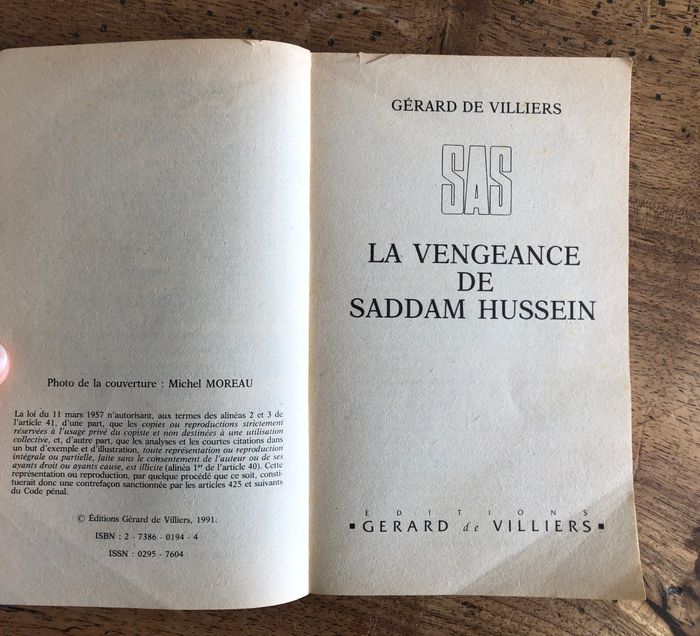 Photo de la couverture : Michel MOREAU
La loi du 11 mars 1957 n'autorisant, aux termes des alinéas 2 et 3 de
l'article 41, d'une part, que les copies ou reproductions strictement
réservées à l'usage privé du copiste et non destinées à une utilisation
collective, et, d'autre part, que les analyses et les courtes citations dans
un but d'exemple et d'illustration, toute représentation ou reproduction
intégrale ou partielle, faite sans le consentement de l'auteur ou de ses
ayants droit ou ayants cause, est illicite (alinéa 1er de l'article 40). Cette
représentation ou reproduction, par quelque procédé que ce soit, consti-
tuerait donc une contrefaçon sanctionnée par les articles 425 et suivants
du Code pénal.
© Éditions Gérard de Villiers, 1991.
ISBN : 2 - 7386 - 0194 - 4
ISSN : 0295 - 7604
GÉRARD DE VILLIERS
SAS
LA VENGEANCE
DE
SADDAM HUSSEIN
ÉDITIONS
GERARD de VILLIERS